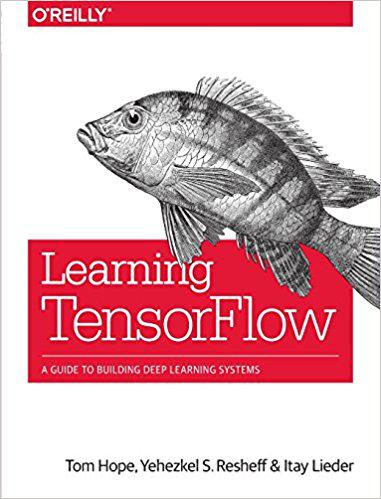 O'REILLY®
Learning
TensorFlow
A GUIDE TO BUILDING DEEP LEARNING SYSTEMS
Tom Hope, Yehezkel S. Resheff & Itay Lieder